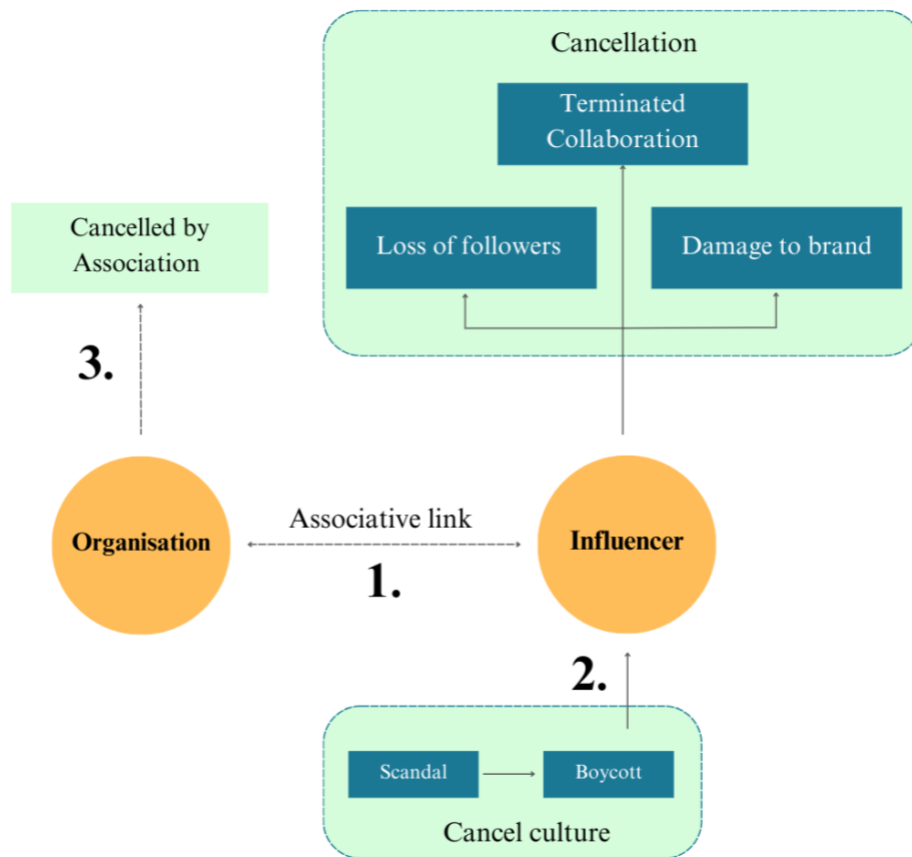 Cancellation
Terminated
Collaboration
Loss of followers
Damage to brand
Cancelled by
Association
3.
Organisation
Associative link
1.
Influencer
2.
Scandal
Boycott
Cancel culture